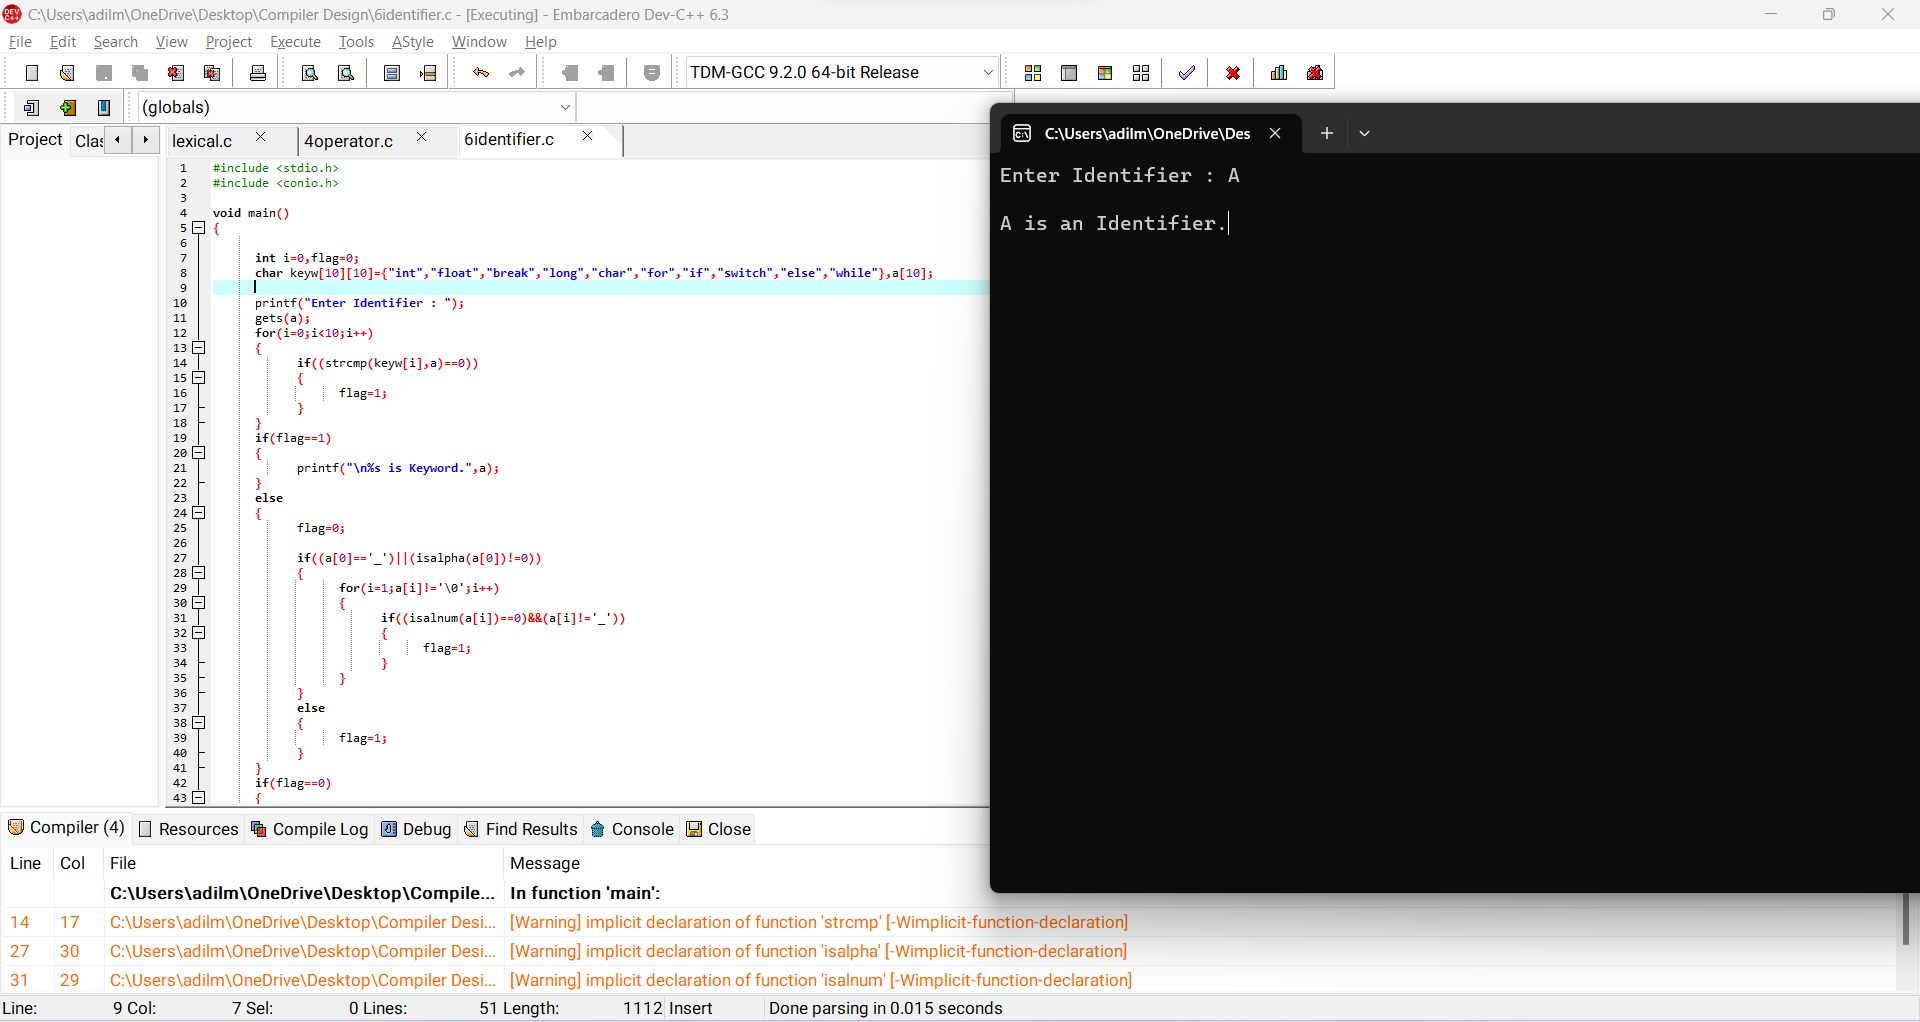 C:\Users\adilm\OneDrive\Desktop\Compiler Design\6identifier.c - [Executing] - Embarcadero Dev-C++ 6.3
File Edit Search View Project Execute Tools AStyle Window Help
TDM-GCC 9.2.0 64-bit Release
(globals)
Project Clas
lexical.c 4operator.c 6identifier.c
1 #include <stdio.h>
2 #include <conio.h>
3
4 void main()
5 {
6
7 int i=0,flag=0;
8 char keyw[10][10]={"int","float","break","long","char","for","if","switch","else","while"},a[10];
9
10 printf("Enter Identifier : ");
11 gets(a);
12 for(i=0;i<10;i++)
13 {
14 if((strcmp(keyw[i],a)==0))
15 {
16 flag=1;
17 }
18 }
19 if(flag==1)
20 {
21 printf("\n%s is Keyword.",a);
22 }
23 else
24 {
25 flag=0;
26
27 if((a[0]=='_')||(isalpha(a[0])!=0))
28 {
29 for(i=1;a[i]!='\0';i++)
30 {
31 if((isalnum(a[i])==0)&&(a[i]!='_'))
32 {
33 flag=1;
34 }
35 }
36 }
37 else
38 {
39 flag=1;
40 }
41 }
42 if(flag==0)
43 {
C:\Users\adilm\OneDrive\Des
Enter Identifier : A
A is an Identifier.
Compiler (4) Resources Compile Log Debug Find Results Console Close
Line Col File Message
C:\Users\adilm\OneDrive\Desktop\Compile... In function 'main':
14 17 C:\Users\adilm\OneDrive\Desktop\Compiler Desi... [Warning] implicit declaration of function 'strcmp' [-Wimplicit-function-declaration]
27 30 C:\Users\adilm\OneDrive\Desktop\Compiler Desi... [Warning] implicit declaration of function 'isalpha' [-Wimplicit-function-declaration]
31 29 C:\Users\adilm\OneDrive\Desktop\Compiler Desi... [Warning] implicit declaration of function 'isalnum' [-Wimplicit-function-declaration]
Line: 9 Col: 7 Sel: 0 Lines: 51 Length: 1112 Insert Done parsing in 0.015 seconds